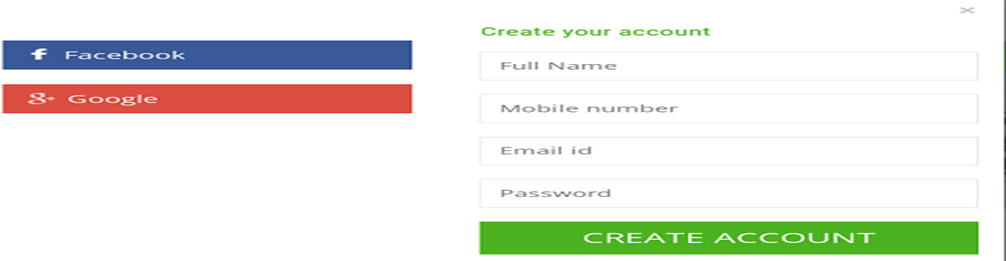 Facebook
Google
Create your account
Full Name
Mobile number
Email id
Password
CREATE ACCOUNT